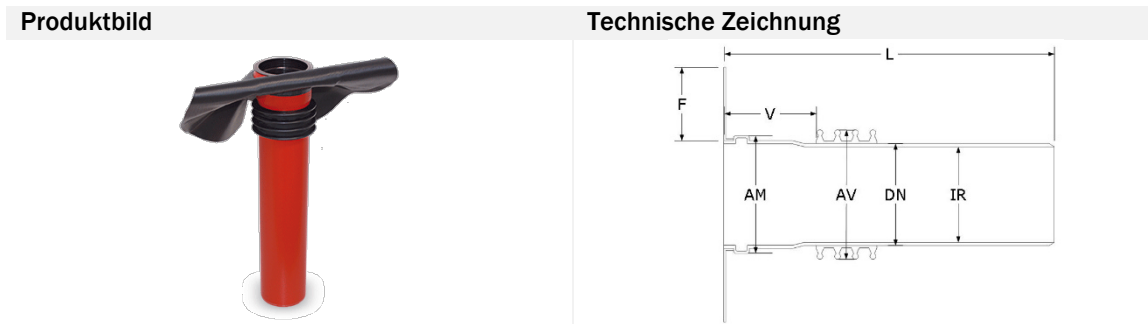 Produktbild
Technische Zeichnung
L
F
V
AM
AV
DN
IR